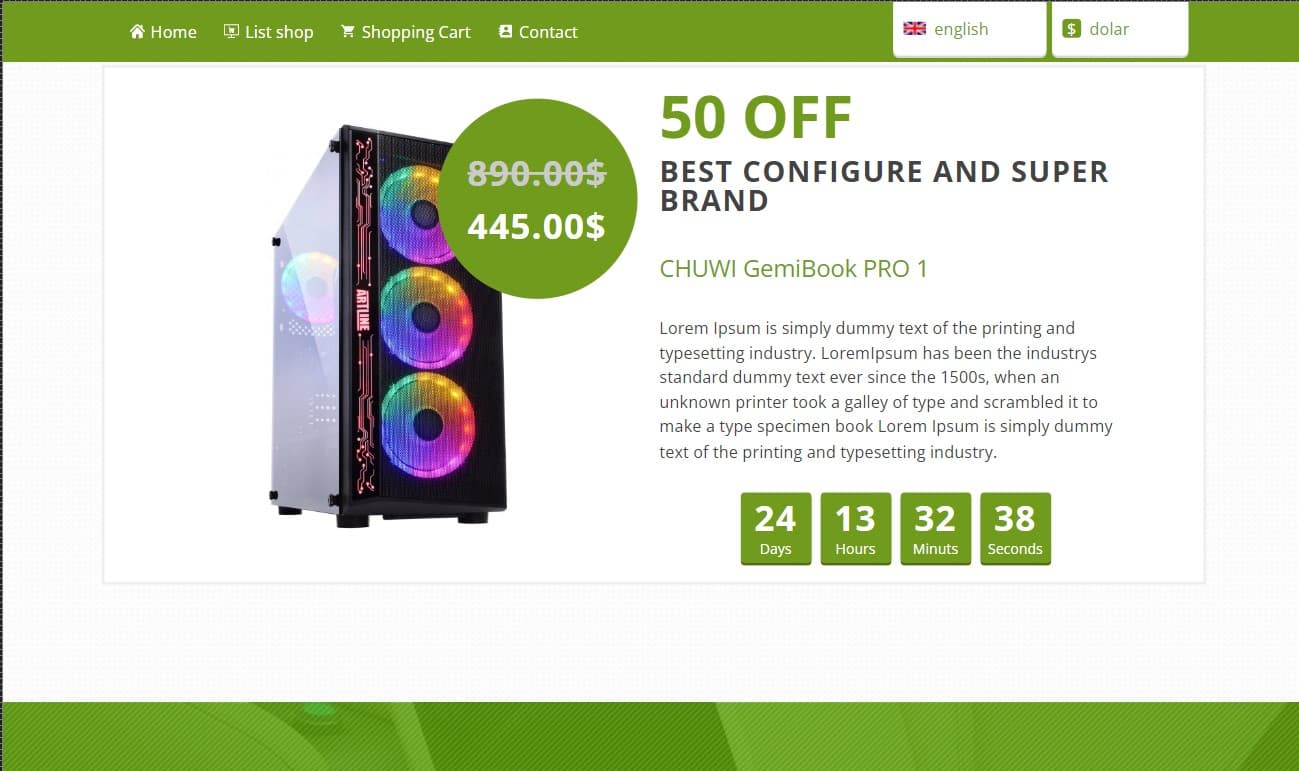 Home List shop Shopping Cart Contact english $ dolar
890.00$
445.00$
ARTLINE
50 OFF
BEST CONFIGURE AND SUPER
BRAND
CHUWI GemiBook PRO 1
Lorem Ipsum is simply dummy text of the printing and
typesetting industry. LoremIpsum has been the industrys
standard dummy text ever since the 1500s, when an
unknown printer took a galley of type and scrambled it to
make a type specimen book Lorem Ipsum is simply dummy
text of the printing and typesetting industry.
24 13 32 38
Days Hours Minuts Seconds